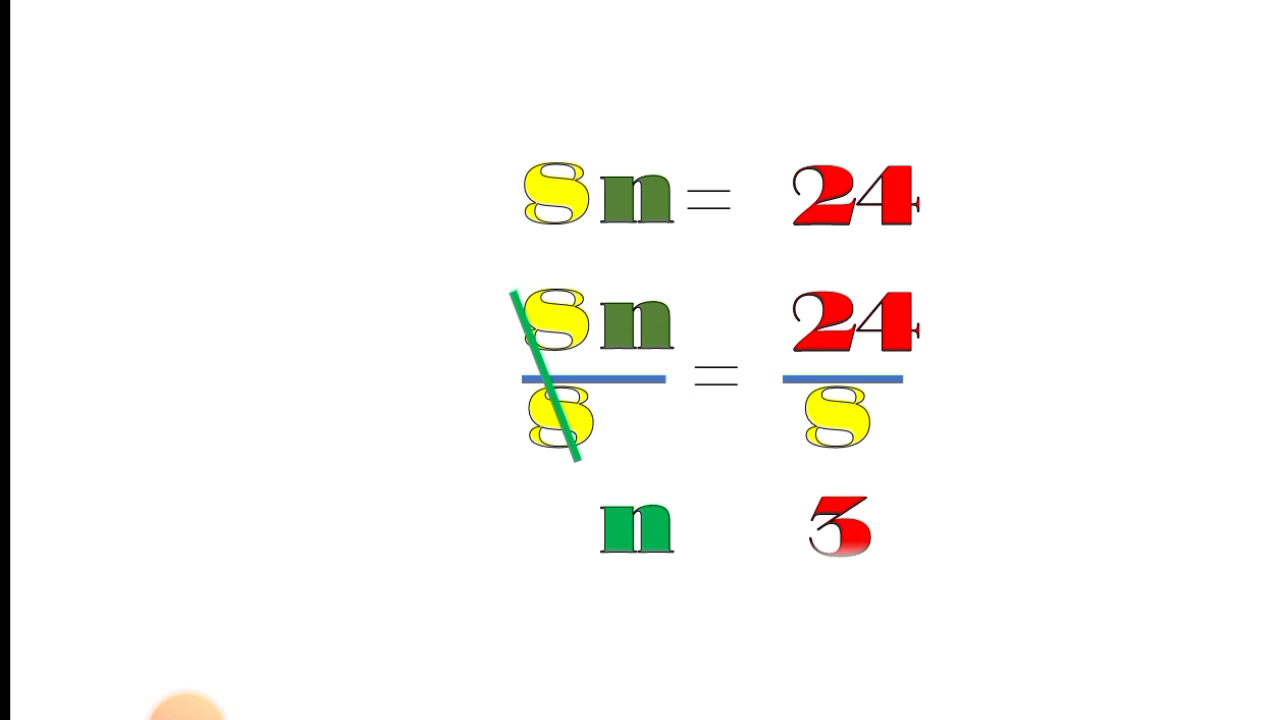 8n = 24
8n = 24
8 8
n 3